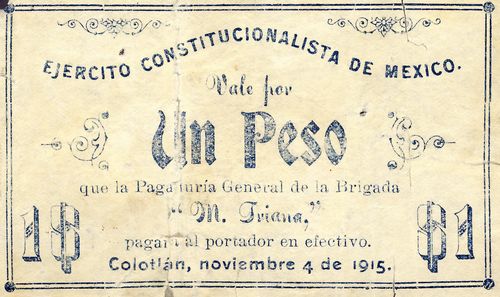 EJERCITO CONSTITUCIONALISTA DE MEXICO.
Vale por
Un Peso
que la Pagaduría General de la Brigada
"M. Triana,"
1$ pagará al portador en efectivo. $1
Colotlán, noviembre 4 de 1915.